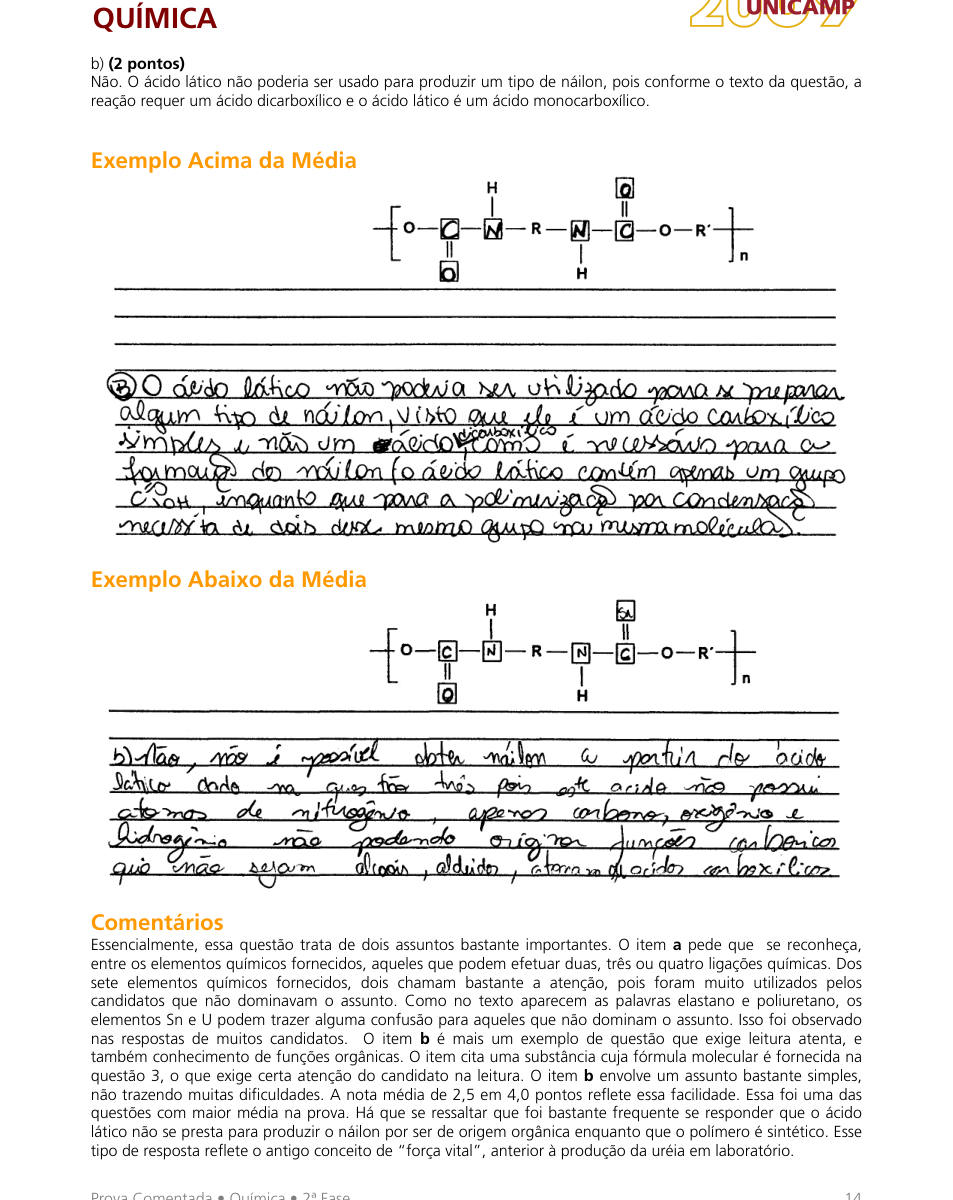 QUÍMICA
2009 UNICAMP
b) (2 pontos)
Não. O ácido lático não poderia ser usado para produzir um tipo de náilon, pois conforme o texto da questão, a
reação requer um ácido dicarboxílico e o ácido lático é um ácido monocarboxílico.
Exemplo Acima da Média
H O
O C N R N C O R´ n
O H
B) O ácido lático não poderia ser utilizado para se preparar
algum tipo de náilon, visto que ele é um ácido carboxílico
simples e não um ácido dicarboxílico, como é necessário para a
formação do náilon (o ácido lático contém apenas um grupo
COOH, enquanto que para a polimerização por condensação
necessita de dois desse mesmo grupo na mesma molécula).
Exemplo Abaixo da Média
H Sn
O C N R N C O R´ n
O H
b) Não, não é possível obter náilon a partir do ácido
lático dado na questão três pois este acido não possui
atomos de nitrogênio, apenas carbono, oxigênio e
hidrogênio não podendo originar funções carbonicas
que não sejam alcoois, aldeidos, e acidos carboxilicos
Comentários
Essencialmente, essa questão trata de dois assuntos bastante importantes. O item a pede que se reconheça,
entre os elementos químicos fornecidos, aqueles que podem efetuar duas, três ou quatro ligações químicas. Dos
sete elementos químicos fornecidos, dois chamam bastante a atenção, pois foram muito utilizados pelos
candidatos que não dominavam o assunto. Como no texto aparecem as palavras elastano e poliuretano, os
elementos Sn e U podem trazer alguma confusão para aqueles que não dominam o assunto. Isso foi observado
nas respostas de muitos candidatos. O item b é mais um exemplo de questão que exige leitura atenta, e
também conhecimento de funções orgânicas. O item cita uma substância cuja fórmula molecular é fornecida na
questão 3, o que exige certa atenção do candidato na leitura. O item b envolve um assunto bastante simples,
não trazendo muitas dificuldades. A nota média de 2,5 em 4,0 pontos reflete essa facilidade. Essa foi uma das
questões com maior média na prova. Há que se ressaltar que foi bastante frequente se responder que o ácido
lático não se presta para produzir o náilon por ser de origem orgânica enquanto que o polímero é sintético. Esse
tipo de resposta reflete o antigo conceito de “força vital”, anterior à produção da uréia em laboratório.
Prova Comentada • Química • 2ª Fase 14